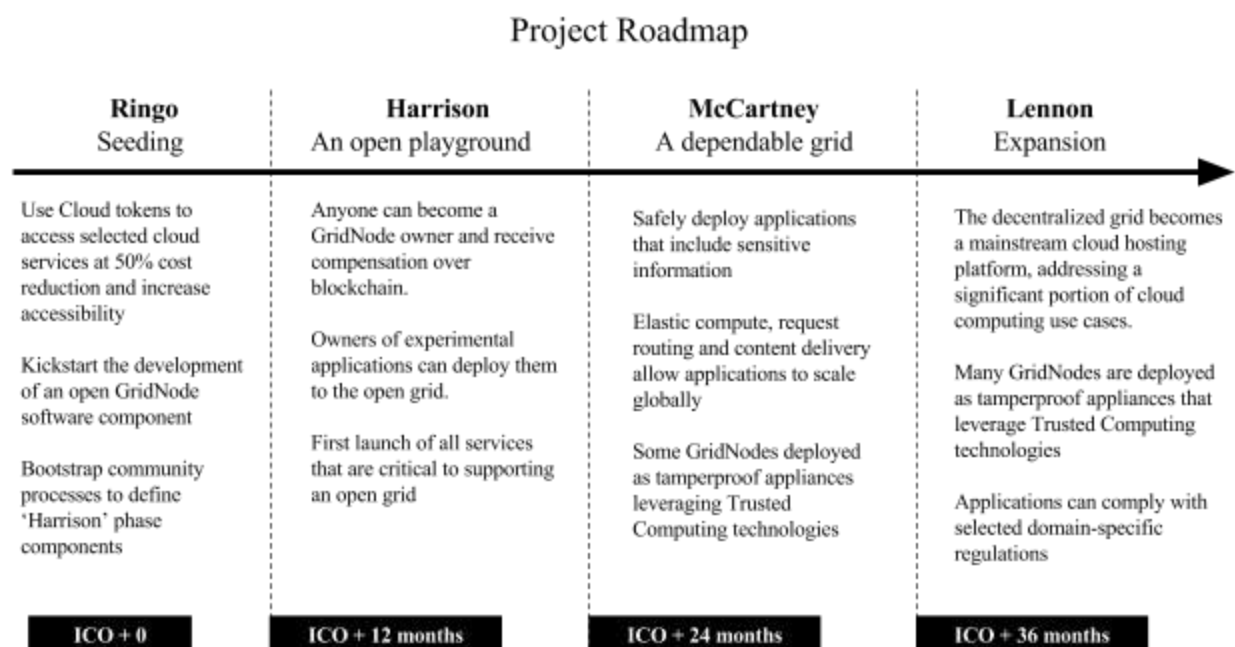 Project Roadmap
Ringo
Seeding
Use Cloud tokens to
access selected cloud
services at 50% cost
reduction and increase
accessibility
Kickstart the development
of an open GridNode
software component
Bootstrap community
processes to define
‘Harrison’ phase
components
ICO + 0
Harrison
An open playground
Anyone can become a
GridNode owner and receive
compensation over
blockchain.
Owners of experimental
applications can deploy them
to the open grid.
First launch of all services
that are critical to supporting
an open grid
ICO + 12 months
McCartney
A dependable grid
Safely deploy applications
that include sensitive
information
Elastic compute, request
routing and content delivery
allow applications to scale
globally
Some GridNodes deployed
as tamperproof appliances
leveraging Trusted
Computing technologies
ICO + 24 months
Lennon
Expansion
The decentralized grid becomes
a mainstream cloud hosting
platform, addressing a
significant portion of cloud
computing use cases.
Many GridNodes are deployed
as tamperproof appliances that
leverage Trusted Computing
technologies
Applications can comply with
selected domain-specific
regulations
ICO + 36 months